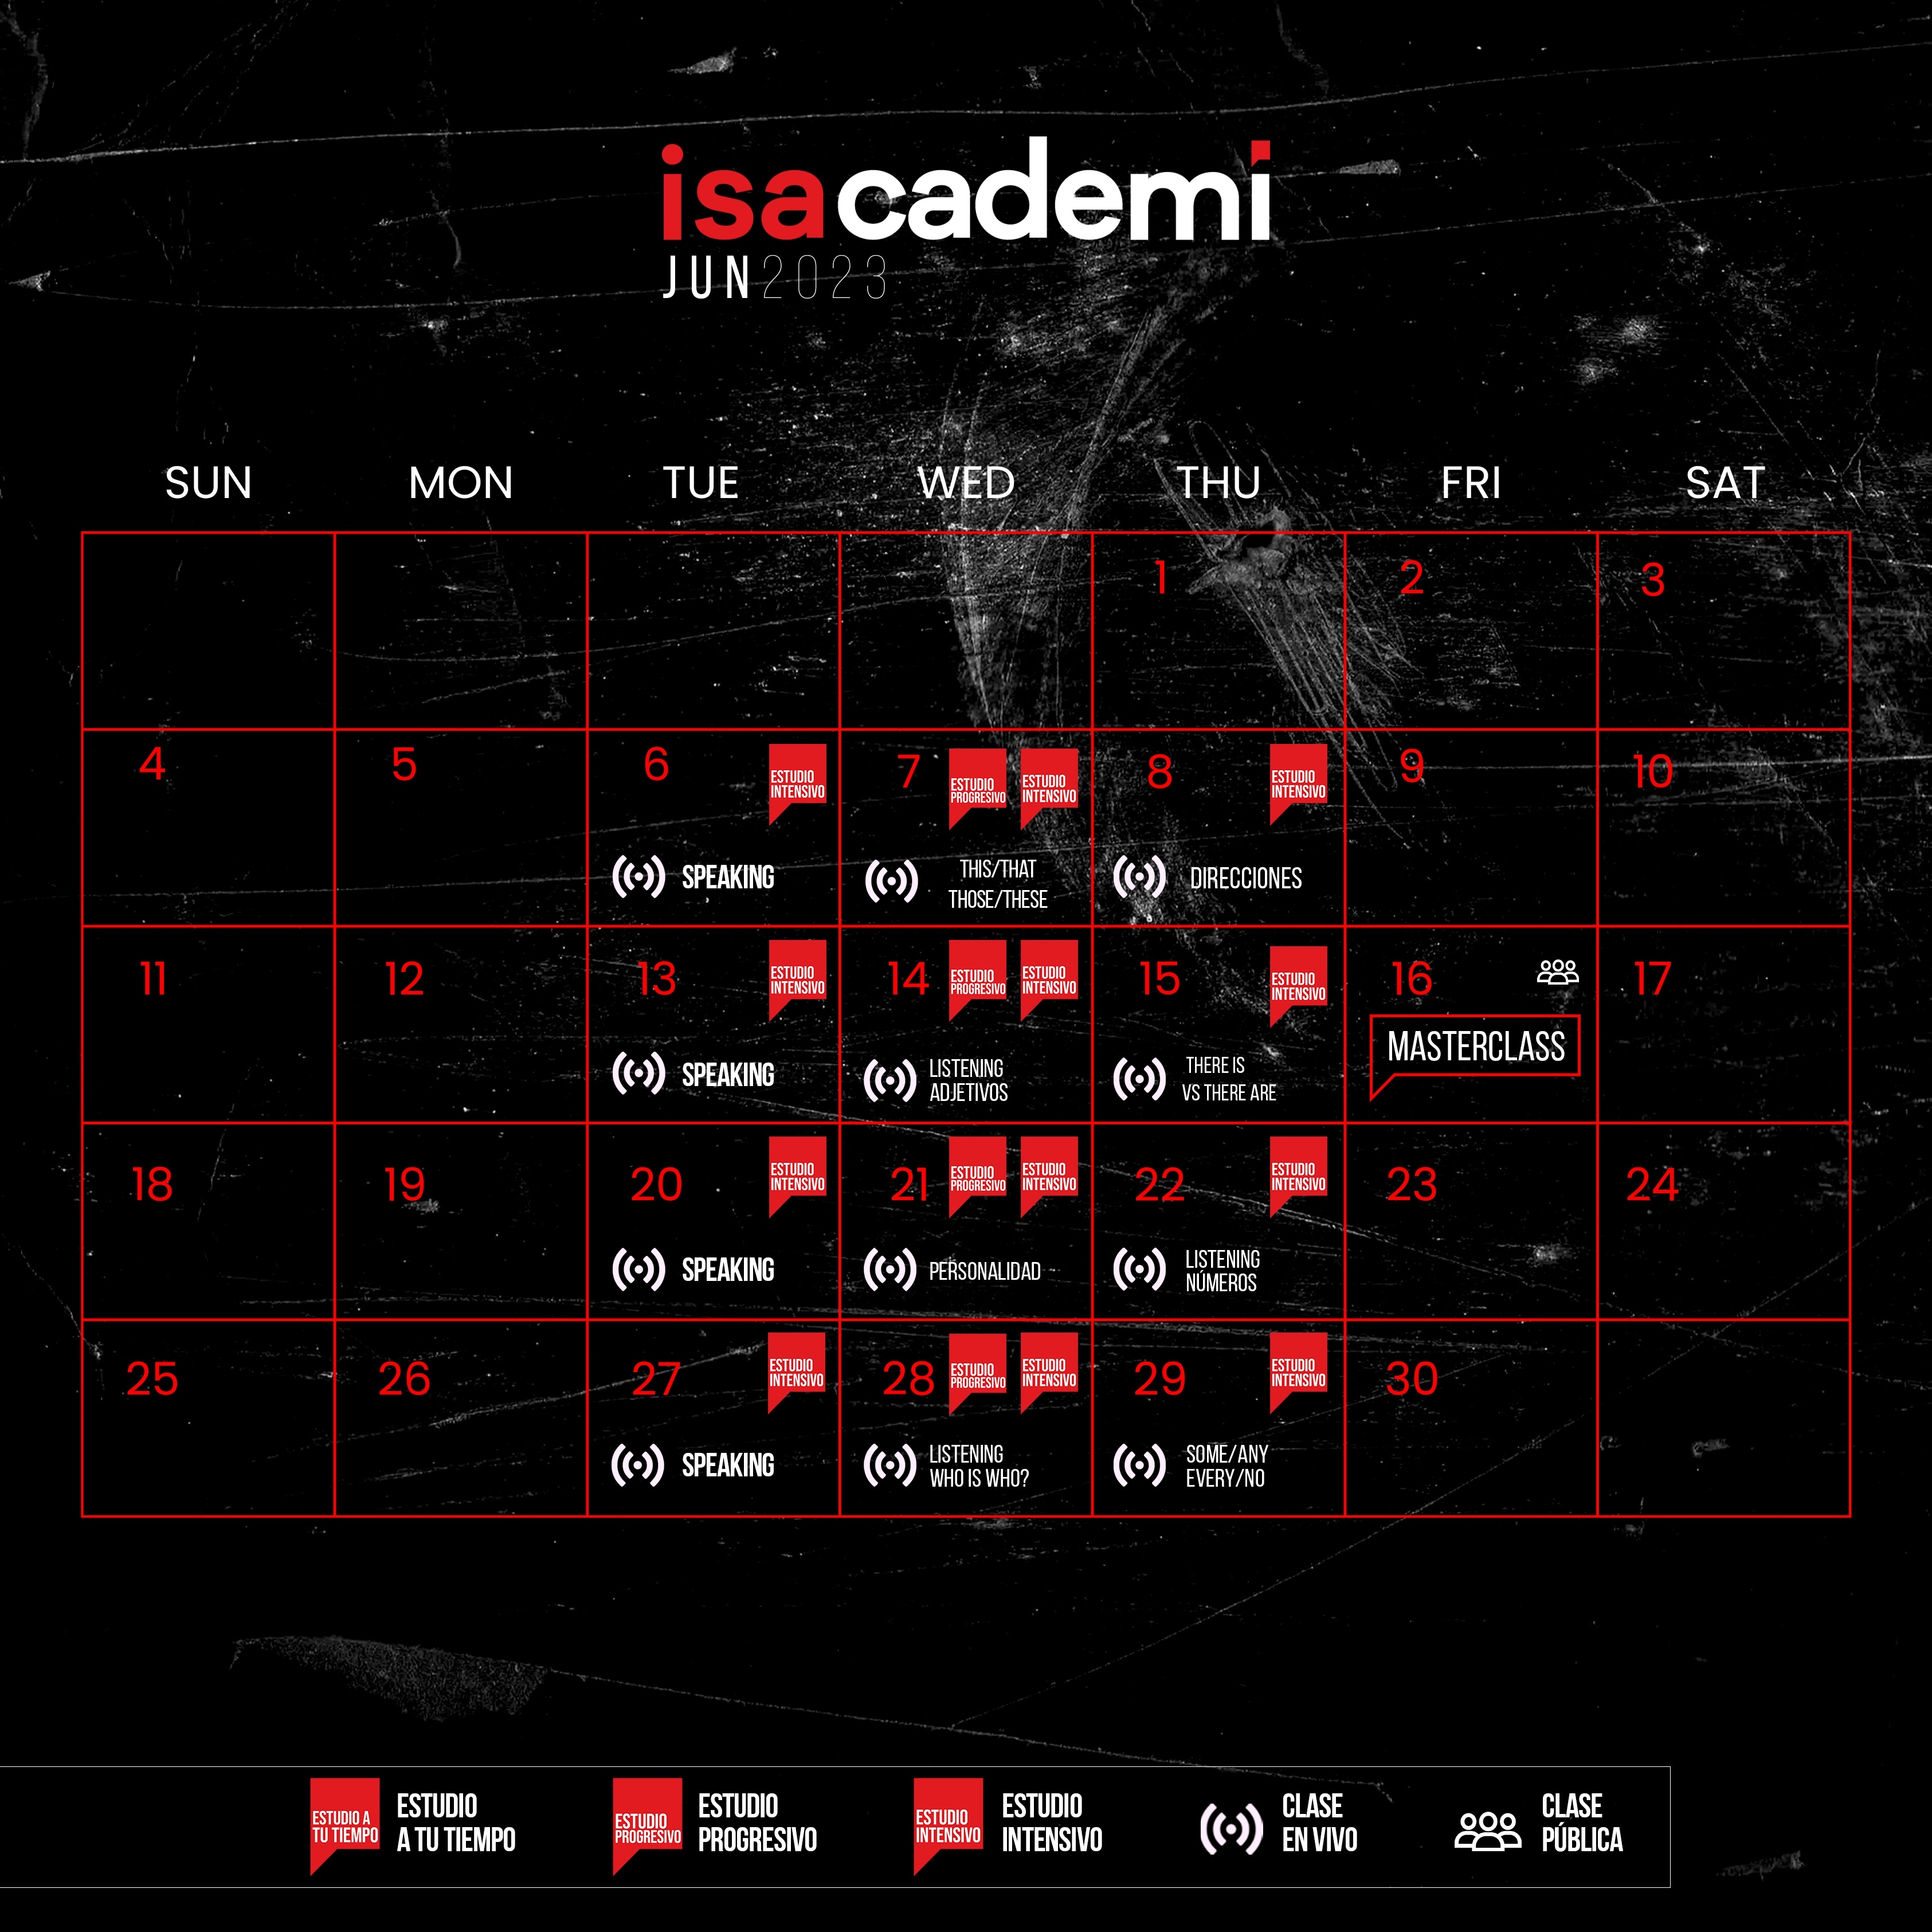 isacademi
JUN2023
SUN MON TUE WED THU FRI SAT
1 2 3
4 5 6 7 8 9 10
ESTUDIO INTENSIVO
SPEAKING
ESTUDIO PROGRESIVO
ESTUDIO INTENSIVO
THIS/THAT
THOSE/THESE
ESTUDIO INTENSIVO
DIRECCIONES
11 12 13 14 15 16 17
ESTUDIO INTENSIVO
SPEAKING
ESTUDIO PROGRESIVO
ESTUDIO INTENSIVO
LISTENING
ADJETIVOS
ESTUDIO INTENSIVO
THERE IS
VS THERE ARE
MASTERCLASS
18 19 20 21 22 23 24
ESTUDIO INTENSIVO
SPEAKING
ESTUDIO PROGRESIVO
ESTUDIO INTENSIVO
PERSONALIDAD
ESTUDIO INTENSIVO
LISTENING
NÚMEROS
25 26 27 28 29 30
ESTUDIO INTENSIVO
SPEAKING
ESTUDIO PROGRESIVO
ESTUDIO INTENSIVO
LISTENING
WHO IS WHO?
ESTUDIO INTENSIVO
SOME/ANY
EVERY/NO
ESTUDIO A
TU TIEMPO
ESTUDIO
A TU TIEMPO
ESTUDIO
PROGRESIVO
ESTUDIO
PROGRESIVO
ESTUDIO
INTENSIVO
ESTUDIO
INTENSIVO
CLASE
EN VIVO
CLASE
PÚBLICA